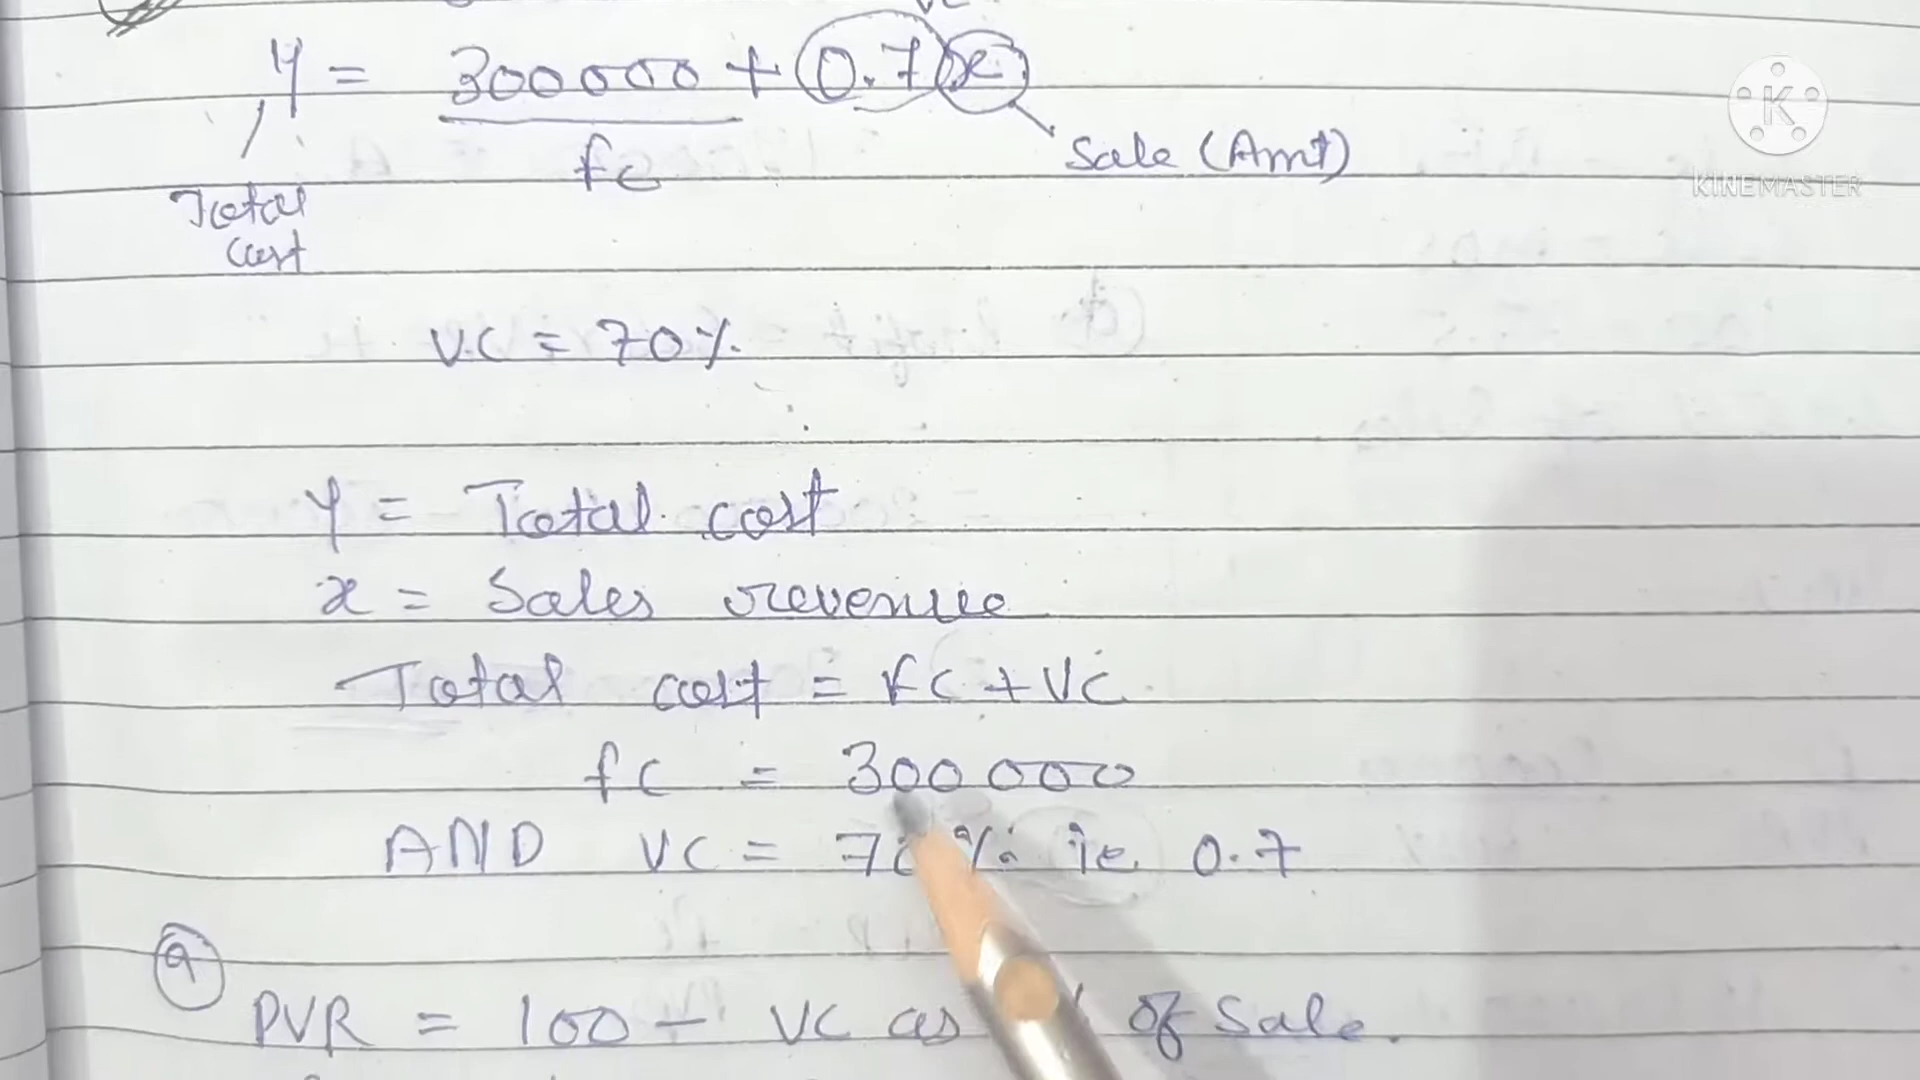 y = 300000 + 0.7x
Sale (Amt)
fc
Total
cost
V.C = 70%
y = Total cost
x = Sales revenue
Total cost = FC + VC
fc = 300000
AND VC = 70% ie 0.7
a
PVR = 100 - VC as of Sale.
K
KINEMASTER